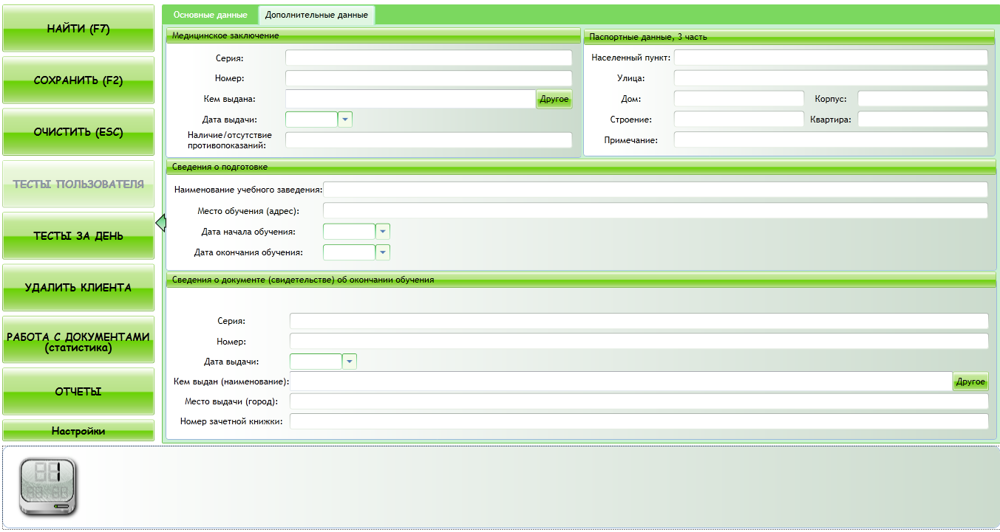 НАЙТИ (F7)
СОХРАНИТЬ (F2)
ОЧИСТИТЬ (ESC)
ТЕСТЫ ПОЛЬЗОВАТЕЛЯ
ТЕСТЫ ЗА ДЕНЬ
УДАЛИТЬ КЛИЕНТА
РАБОТА С ДОКУМЕНТАМИ
(статистика)
ОТЧЕТЫ
Настройки
Основные данные
Дополнительные данные
Медицинское заключение
Серия:
Номер:
Кем выдана:
Другое
Дата выдачи:
Наличие/отсутствие
противопоказаний:
Паспортные данные, 3 часть
Населенный пункт:
Улица:
Дом:
Корпус:
Строение:
Квартира:
Примечание:
Сведения о подготовке
Наименование учебного заведения:
Место обучения (адрес):
Дата начала обучения:
Дата окончания обучения:
Сведения о документе (свидетельстве) об окончании обучения
Серия:
Номер:
Дата выдачи:
Кем выдан (наименование):
Другое
Место выдачи (город):
Номер зачетной книжки:
1